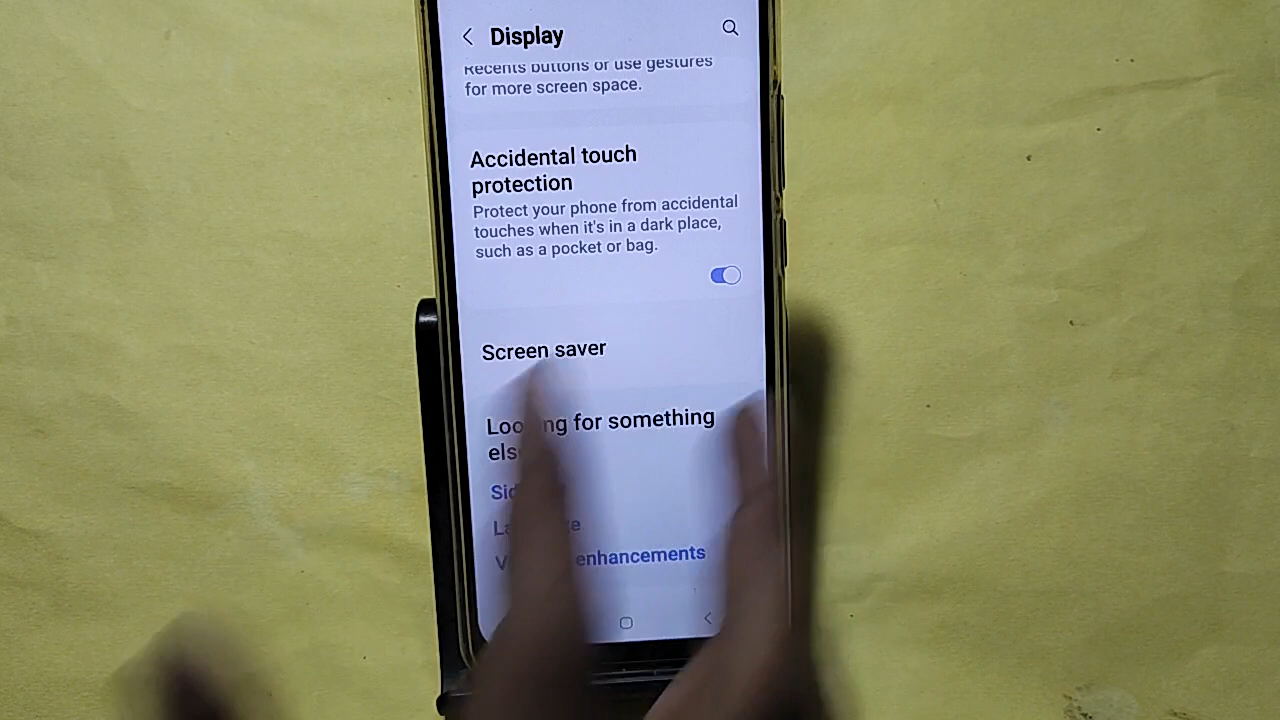 Display
Recents buttons or use gestures
for more screen space.
Accidental touch
protection
Protect your phone from accidental
touches when it's in a dark place,
such as a pocket or bag.
Screen saver
for something
enhancements